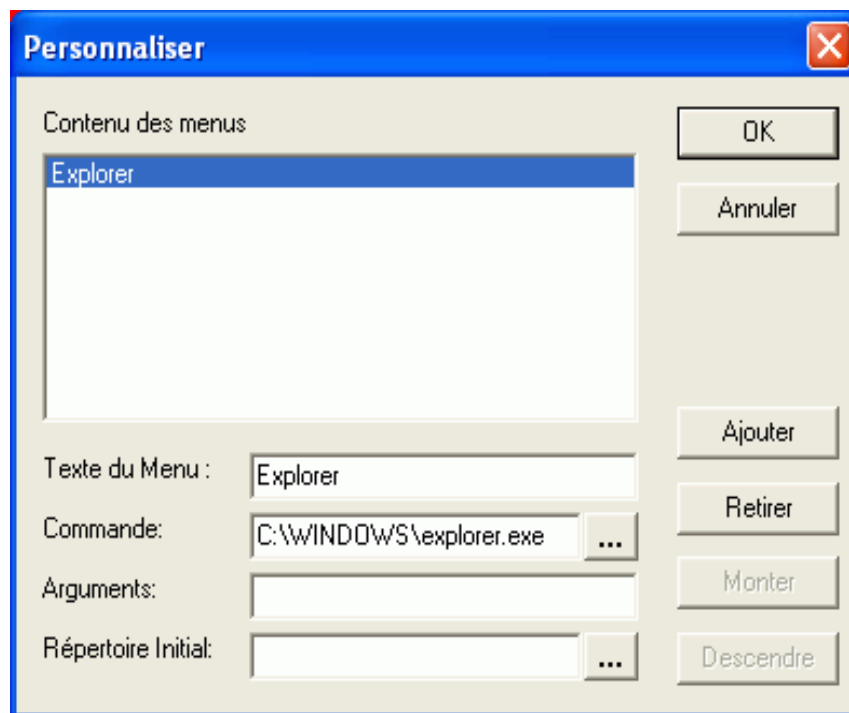 Personnaliser
Contenu des menus
OK
Explorer
Annuler
Ajouter
Texte du Menu :
Explorer
Retirer
Commande:
C:\WINDOWS\explorer.exe
...
Arguments:
Monter
Répertoire Initial:
...
Descendre